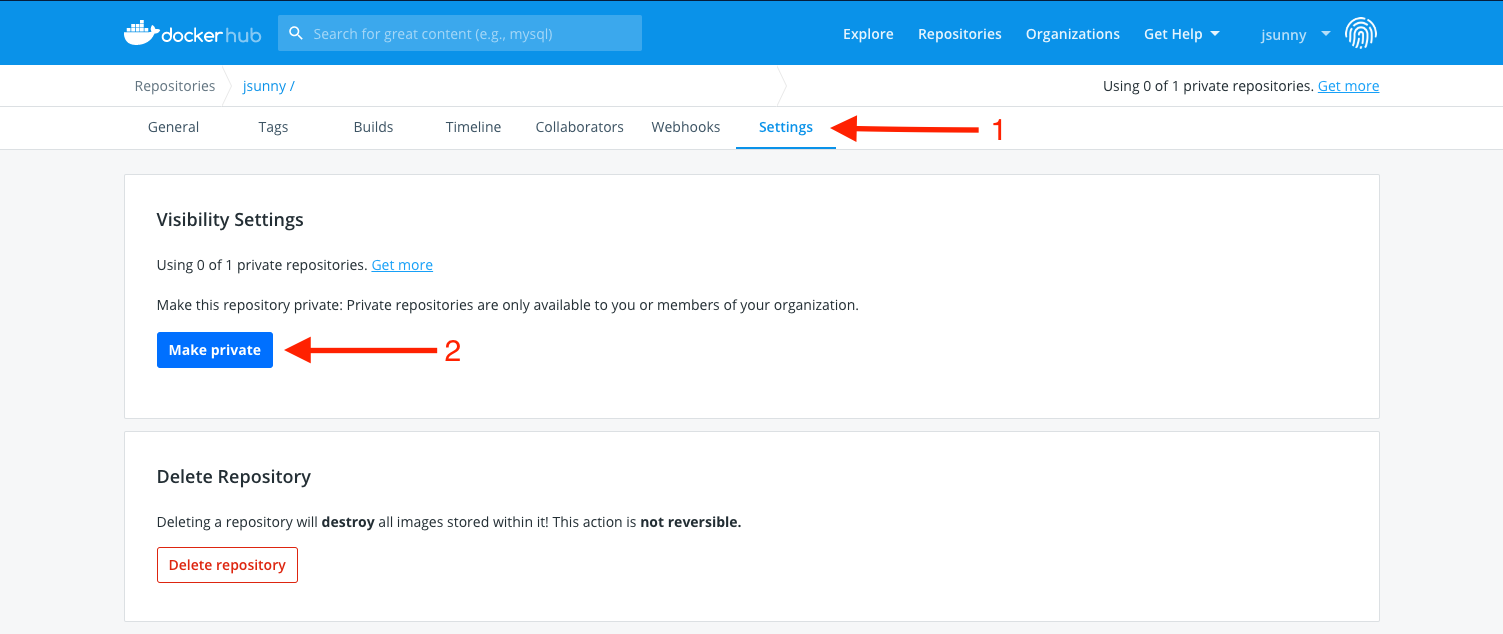 docker hub Search for great content (e.g., mysql) Explore Repositories Organizations Get Help jsunny
Repositories jsunny / Using 0 of 1 private repositories. Get more
General Tags Builds Timeline Collaborators Webhooks Settings 1
Visibility Settings
Using 0 of 1 private repositories. Get more
Make this repository private: Private repositories are only available to you or members of your organization.
Make private 2
Delete Repository
Deleting a repository will destroy all images stored within it! This action is not reversible.
Delete repository